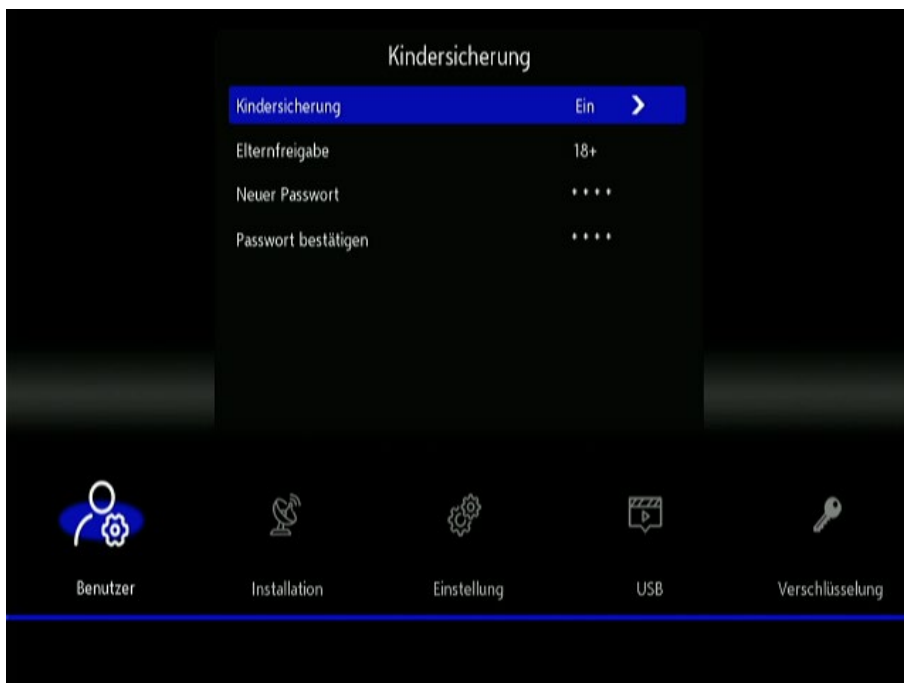 Kindersicherung
Kindersicherung Ein
Elternfreigabe 18+
Neuer Passwort ****
Passwort bestätigen ****
Benutzer Installation Einstellung USB Verschlüsselung